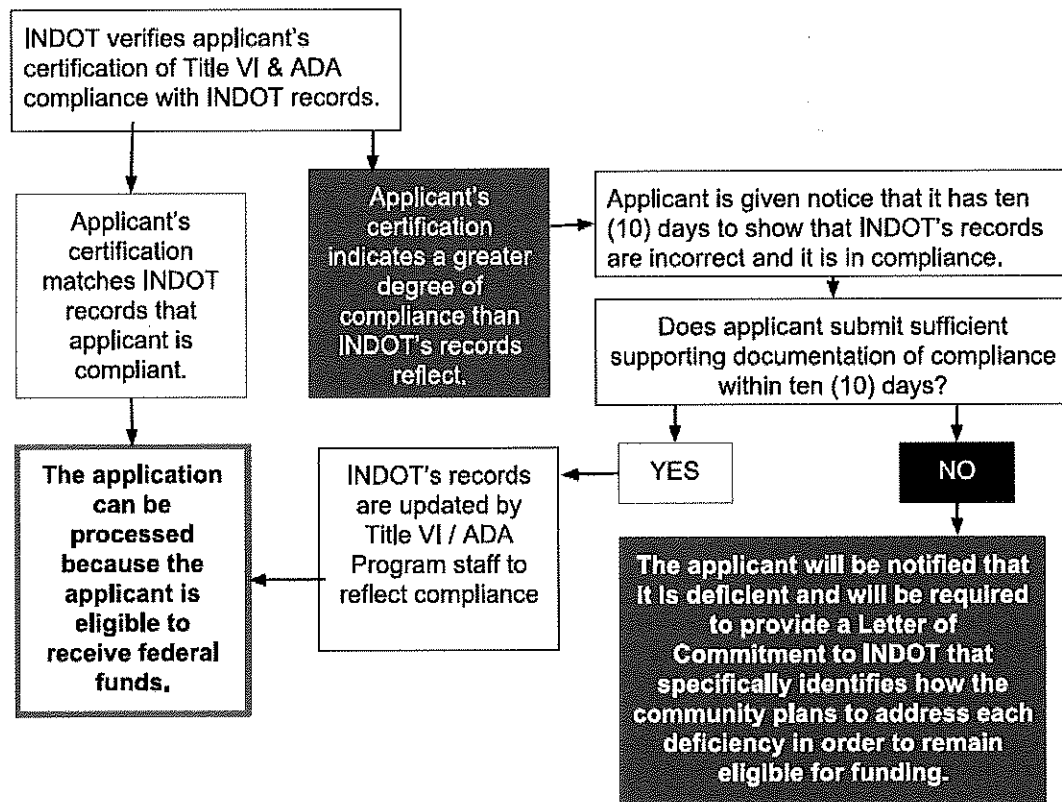 INDOT verifies applicant's
certification of Title VI & ADA
compliance with INDOT records.
Applicant's
certification
matches INDOT
records that
applicant is
compliant.
Applicant's
certification
indicates a greater
degree of
compliance than
INDOT's records
reflect.
Applicant is given notice that it has ten
(10) days to show that INDOT's records
are incorrect and it is in compliance.
Does applicant submit sufficient
supporting documentation of compliance
within ten (10) days?
YES
NO
INDOT's records
are updated by
Title VI / ADA
Program staff to
reflect compliance
The application
can be
processed
because the
applicant is
eligible to
receive federal
funds.
The applicant will be notified that
it is deficient and will be required
to provide a Letter of
Commitment to INDOT that
specifically identifies how the
community plans to address each
deficiency in order to remain
eligible for funding.